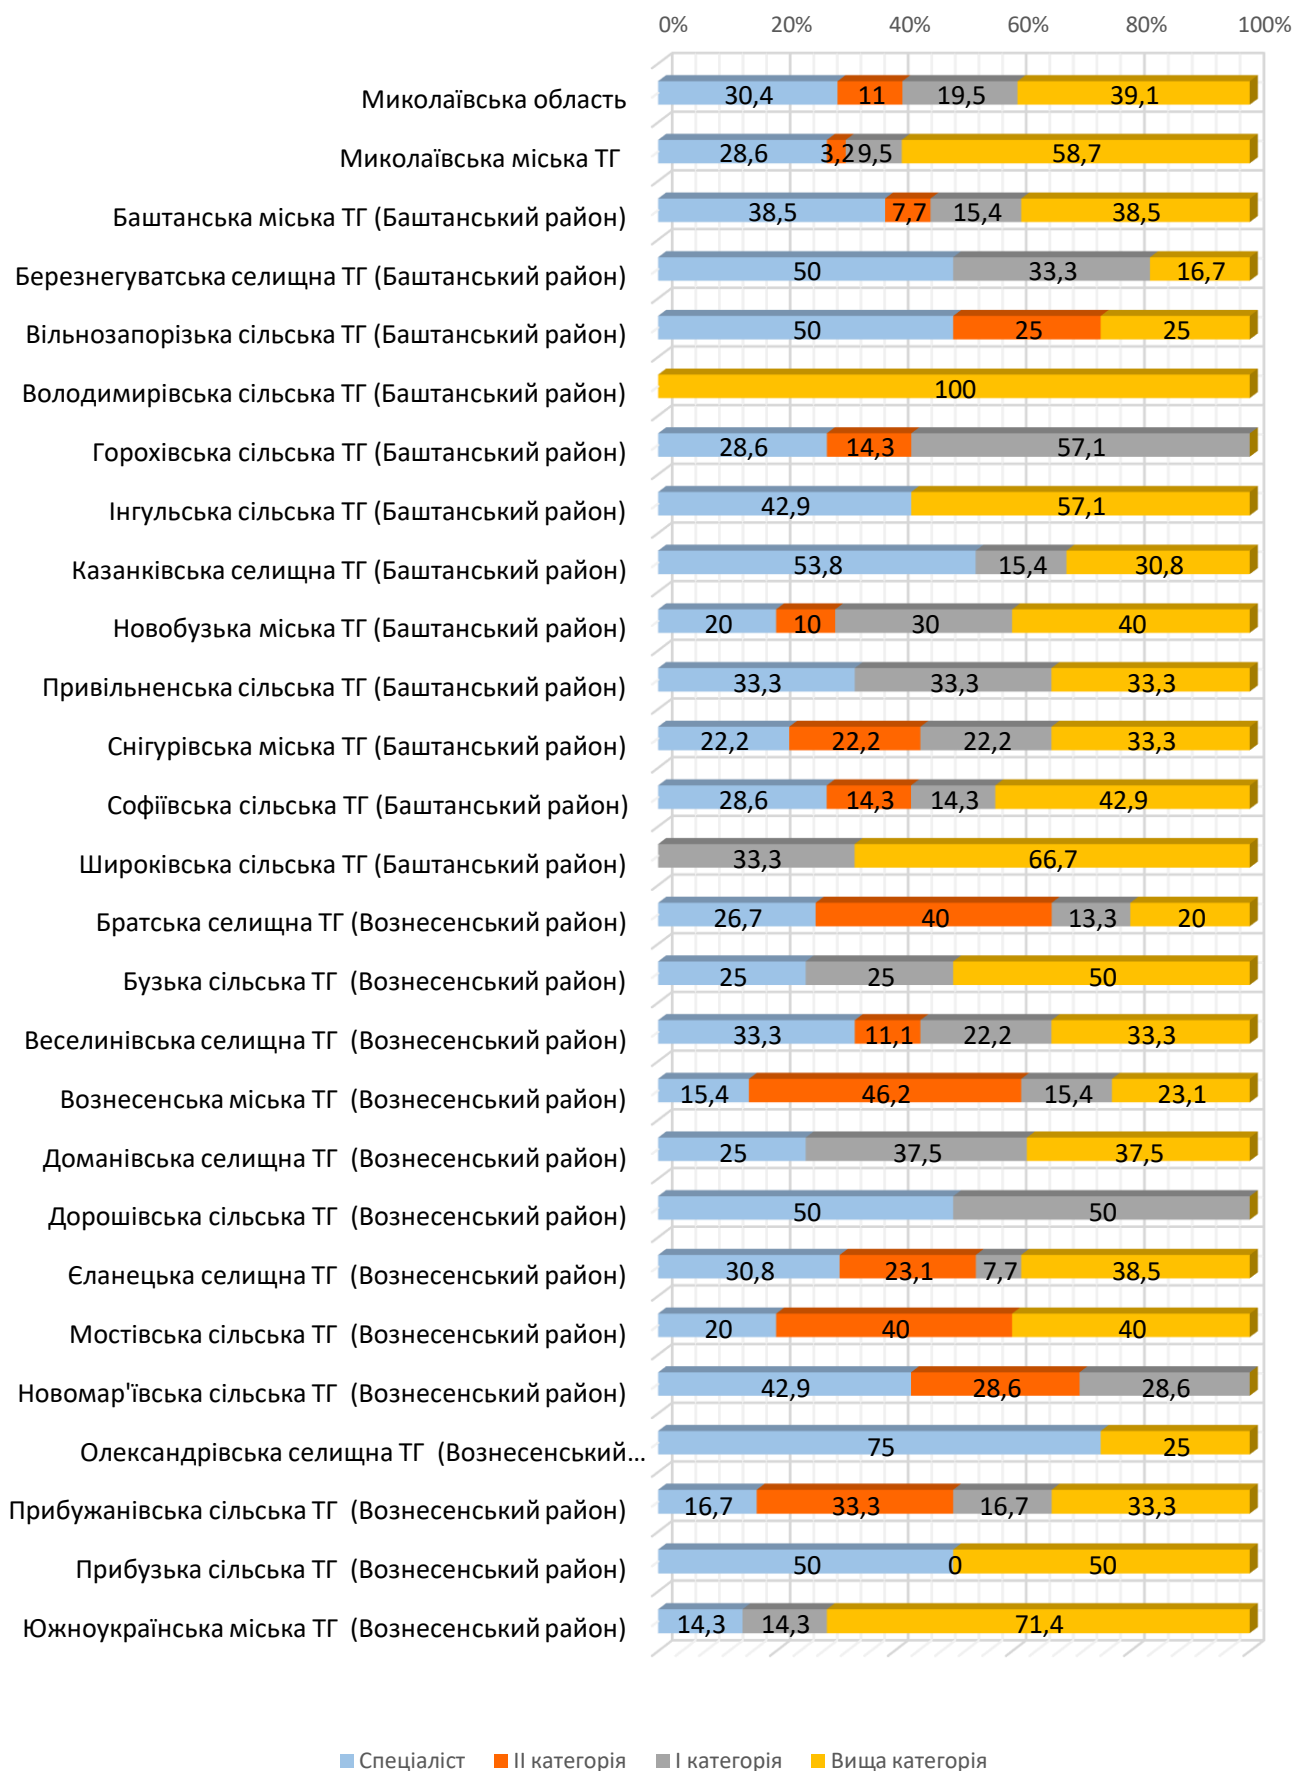 0% 20% 40% 60% 80% 100%
Миколаївська область 30,4 11 19,5 39,1
Миколаївська міська ТГ 28,6 3,2 9,5 58,7
Баштанська міська ТГ (Баштанський район) 38,5 7,7 15,4 38,5
Березнегуватська селищна ТГ (Баштанський район) 50 33,3 16,7
Вільнозапорізька сільська ТГ (Баштанський район) 50 25 25
Володимирівська сільська ТГ (Баштанський район) 100
Горохівська сільська ТГ (Баштанський район) 28,6 14,3 57,1
Інгульська сільська ТГ (Баштанський район) 42,9 57,1
Казанківська селищна ТГ (Баштанський район) 53,8 15,4 30,8
Новобузька міська ТГ (Баштанський район) 20 10 30 40
Привільненська сільська ТГ (Баштанський район) 33,3 33,3 33,3
Снігурівська міська ТГ (Баштанський район) 22,2 22,2 22,2 33,3
Софіївська сільська ТГ (Баштанський район) 28,6 14,3 14,3 42,9
Широківська сільська ТГ (Баштанський район) 33,3 66,7
Братська селищна ТГ (Вознесенський район) 26,7 40 13,3 20
Бузька сільська ТГ (Вознесенський район) 25 25 50
Веселинівська селищна ТГ (Вознесенський район) 33,3 11,1 22,2 33,3
Вознесенська міська ТГ (Вознесенський район) 15,4 46,2 15,4 23,1
Доманівська селищна ТГ (Вознесенський район) 25 37,5 37,5
Дорошівська сільська ТГ (Вознесенський район) 50 50
Єланецька селищна ТГ (Вознесенський район) 30,8 23,1 7,7 38,5
Мостівська сільська ТГ (Вознесенський район) 20 40 40
Новомар'ївська сільська ТГ (Вознесенський район) 42,9 28,6 28,6
Олександрівська селищна ТГ (Вознесенський... 75 25
Прибужанівська сільська ТГ (Вознесенський район) 16,7 33,3 16,7 33,3
Прибузька сільська ТГ (Вознесенський район) 50 0 50
Южноукраїнська міська ТГ (Вознесенський район) 14,3 14,3 71,4
Спеціаліст ІІ категорія І категорія Вища категорія